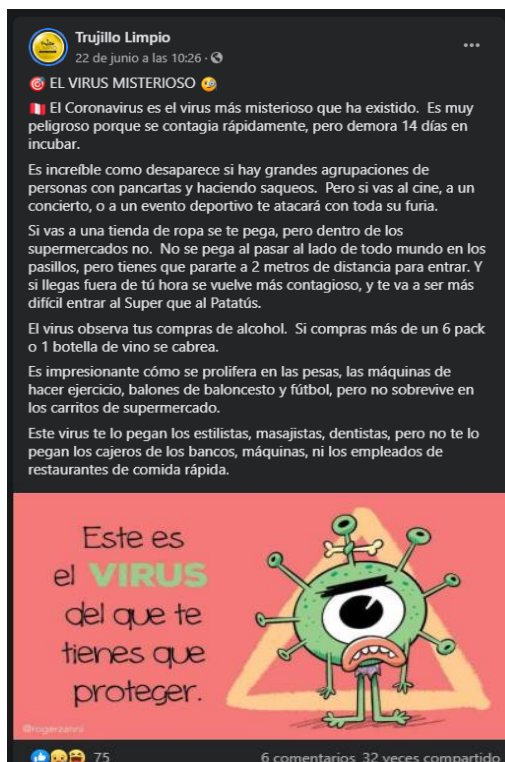 Trujillo Limpio
22 de junio a las 10:26 ·
EL VIRUS MISTERIOSO
El Coronavirus es el virus más misterioso que ha existido. Es muy
peligroso porque se contagia rápidamente, pero demora 14 días en
incubar.
Es increíble como desaparece si hay grandes agrupaciones de
personas con pancartas y haciendo saqueos. Pero si vas al cine, a un
concierto, o a un evento deportivo te atacará con toda su furia.
Si vas a una tienda de ropa se te pega, pero dentro de los
supermercados no. No se pega al pasar al lado de todo mundo en los
pasillos, pero tienes que pararte a 2 metros de distancia para entrar. Y
si llegas fuera de tú hora se vuelve más contagioso, y te va a ser más
difícil entrar al Super que al Patatús.
El virus observa tus compras de alcohol. Si compras más de un 6 pack
o 1 botella de vino se cabrea.
Es impresionante cómo se prolifera en las pesas, las máquinas de
hacer ejercicio, balones de baloncesto y fútbol, pero no sobrevive en
los carritos de supermercado.
Este virus te lo pegan los estilistas, masajistas, dentistas, pero no te lo
pegan los cajeros de los bancos, máquinas, ni los empleados de
restaurantes de comida rápida.
Este es
el VIRUS
del que te
tienes que
proteger.
@rogerzanni
75
6 comentarios 32 veces compartido